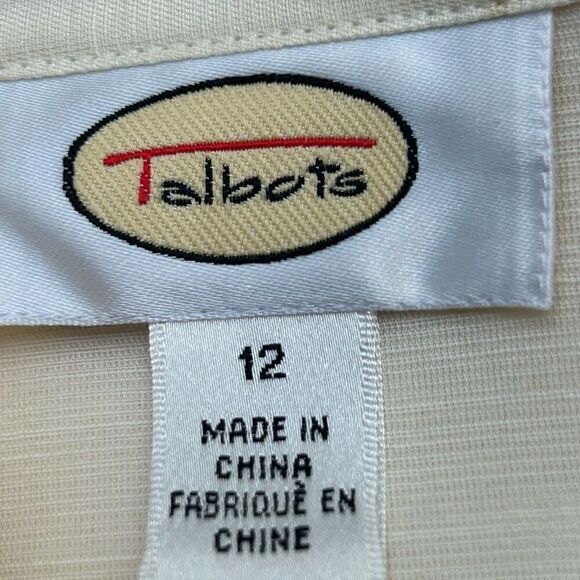 Talbots
12
MADE IN
CHINA
FABRIQUÈ EN
CHINE